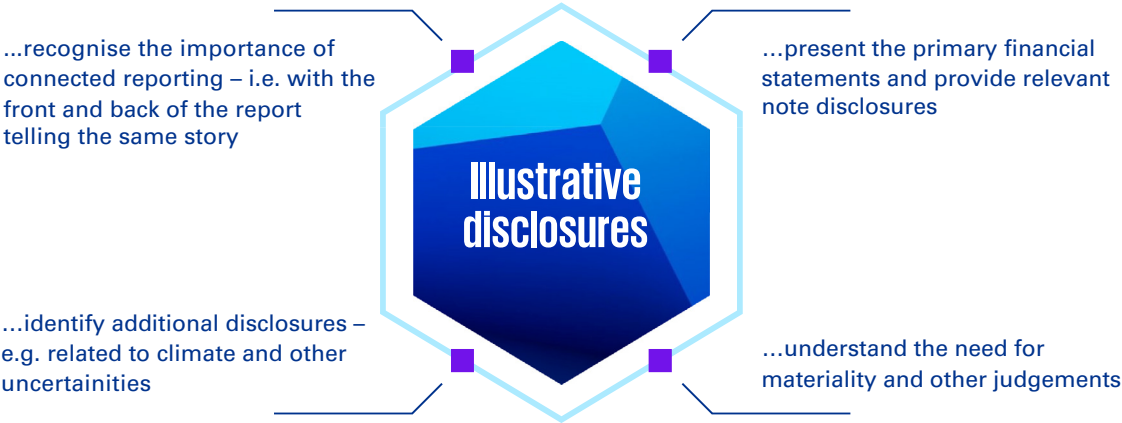 ...recognise the importance of
connected reporting – i.e. with the
front and back of the report
telling the same story
…present the primary financial
statements and provide relevant
note disclosures
Illustrative
disclosures
…identify additional disclosures –
e.g. related to climate and other
uncertainities
…understand the need for
materiality and other judgements